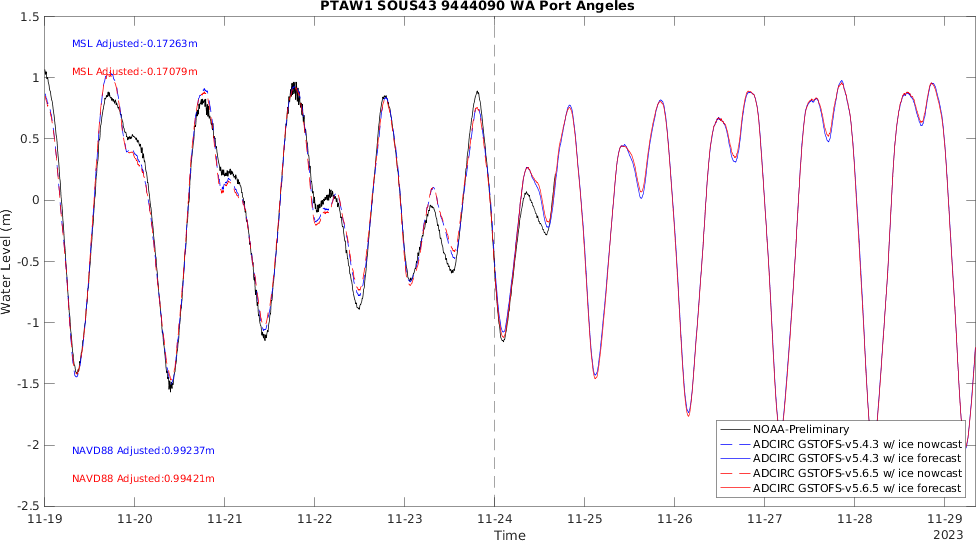 PTAW1 SOUS43 9444090 WA Port Angeles
1.5
1
0.5
0
-0.5
-1
-1.5
-2
-2.5
Water Level (m)
MSL Adjusted:-0.17263m
MSL Adjusted:-0.17079m
NAVD88 Adjusted:0.99237m
NAVD88 Adjusted:0.99421m
NOAA-Preliminary
ADCIRC GSTOFS-v5.4.3 w/ ice nowcast
ADCIRC GSTOFS-v5.4.3 w/ ice forecast
ADCIRC GSTOFS-v5.6.5 w/ ice nowcast
ADCIRC GSTOFS-v5.6.5 w/ ice forecast
11-19 11-20 11-21 11-22 11-23 11-24 11-25 11-26 11-27 11-28 11-29
Time 2023